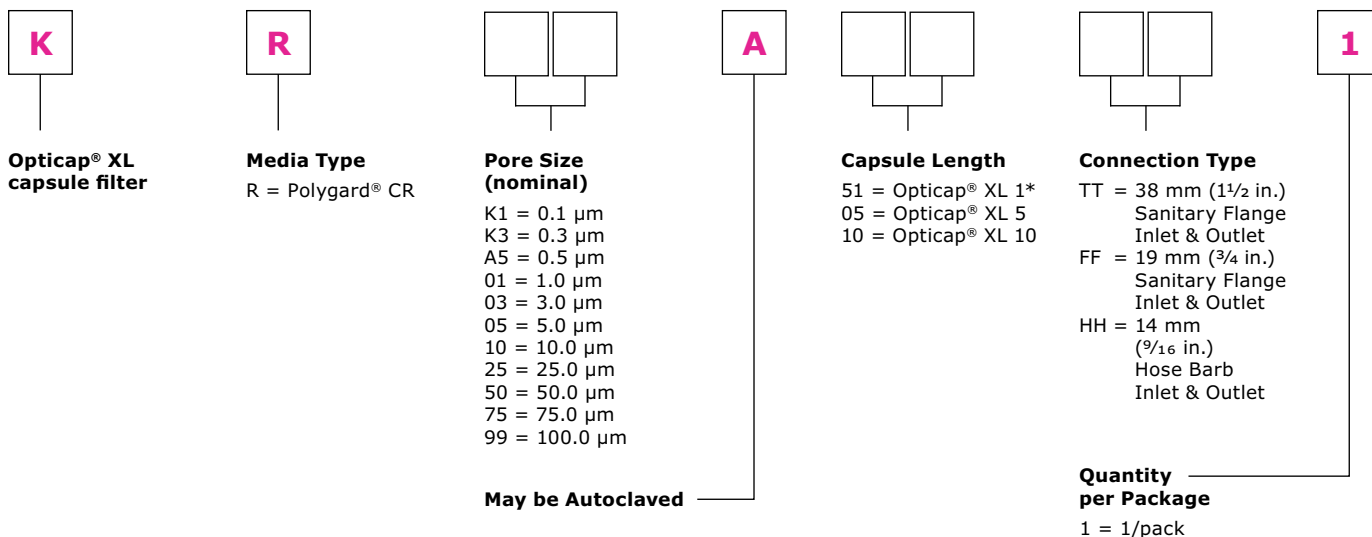 K
R
A
1
Opticap® XL
capsule filter
Media Type
R = Polygard® CR
Pore Size
(nominal)
K1 = 0.1 µm
K3 = 0.3 µm
A5 = 0.5 µm
01 = 1.0 µm
03 = 3.0 µm
05 = 5.0 µm
10 = 10.0 µm
25 = 25.0 µm
50 = 50.0 µm
75 = 75.0 µm
99 = 100.0 µm
May be Autoclaved
Capsule Length
51 = Opticap® XL 1*
05 = Opticap® XL 5
10 = Opticap® XL 10
Connection Type
TT = 38 mm (1½ in.)
Sanitary Flange
Inlet & Outlet
FF = 19 mm (¾ in.)
Sanitary Flange
Inlet & Outlet
HH = 14 mm
(⁹⁄₁₆ in.)
Hose Barb
Inlet & Outlet
Quantity
per Package
1 = 1/pack